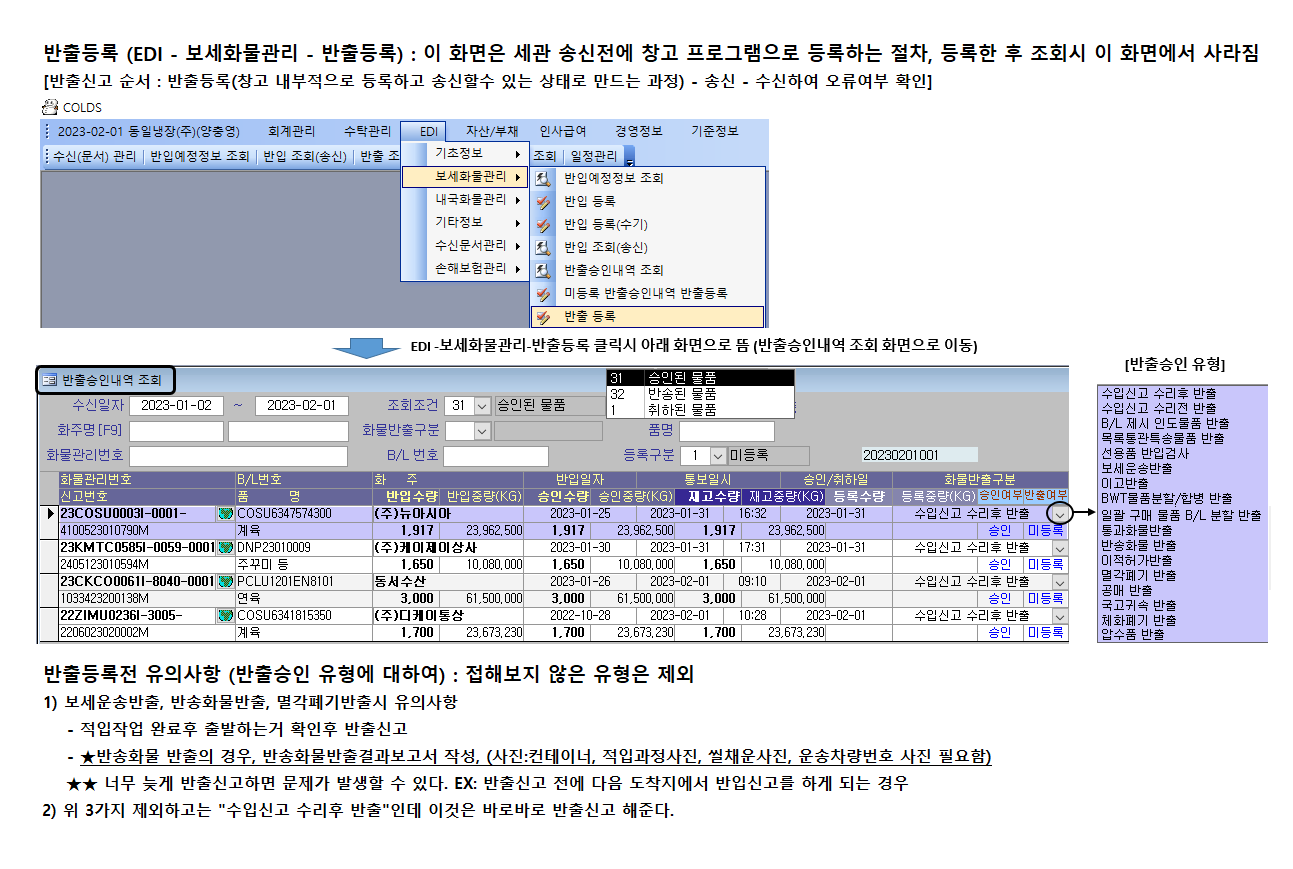 반출등록 (EDI - 보세화물관리 - 반출등록) : 이 화면은 세관 송신전에 창고 프로그램으로 등록하는 절차, 등록한 후 조회시 이 화면에서 사라짐
[반출신고 순서 : 반출등록(창고 내부적으로 등록하고 송신할수 있는 상태로 만드는 과정) - 송신 - 수신하여 오류여부 확인]
COLDS
2023-02-01 동일냉장(주)(양충영) 회계관리 수탁관리 EDI 자산/부채 인사급여 경영정보 기준정보
수신(문서) 관리 반입예정정보 조회 반입 조회(송신) 반출 조 조회 일정관리
기초정보
보세화물관리
내국화물관리
기타정보
수신문서관리
손해보험관리
반입예정정보 조회
반입 등록
반입 등록(수기)
반입 조회(송신)
반출승인내역 조회
미등록 반출승인내역 반출등록
반출 등록
EDI -보세화물관리-반출등록 클릭시 아래 화면으로 뜸 (반출승인내역 조회 화면으로 이동)
반출승인내역 조회
수신일자 2023-01-02 ~ 2023-02-01 조회조건 31 승인된 물품
31 승인된 물품
32 반송된 물품
1 취하된 물품
화주명[F9] 화물반출구분 품명
화물관리번호 B/L 번호 등록구분 1 미등록 20230201001
화물관리번호 B/L번호 화 주 반입일자 통보일시 승인/취하일 화물반출구분
신고번호 품 명 반입수량 반입중량(KG) 승인수량 승인중량(KG) 재고수량 재고중량(KG) 등록수량 등록중량(KG) 승인여부 반출여부
23COSU0003I-0001- COSU6347574300 (주)뉴아시아 2023-01-25 2023-01-31 16:32 2023-01-31 수입신고 수리후 반출
4100523010790M 계육 1,917 23,962,500 1,917 23,962,500 1,917 23,962,500 승인 미등록
23KMTC0585I-0059-0001 DNP23010009 (주)케이제이상사 2023-01-30 2023-01-31 17:31 2023-01-31 수입신고 수리후 반출
2405123010594M 주꾸미 등 1,650 10,080,000 1,650 10,080,000 1,650 10,080,000 승인 미등록
23CKCO0061I-8040-0001 PCLU1201EN8101 동서수산 2023-01-26 2023-02-01 09:10 2023-02-01 수입신고 수리후 반출
1033423200138M 연육 3,000 61,500,000 3,000 61,500,000 3,000 61,500,000 승인 미등록
22ZIMU0236I-3005- COSU6341815350 (주)디케이통상 2022-10-28 2023-02-01 10:28 2023-02-01 수입신고 수리후 반출
2206023020002M 계육 1,700 23,673,230 1,700 23,673,230 1,700 23,673,230 승인 미등록
[반출승인 유형]
수입신고 수리후 반출
수입신고 수리전 반출
B/L 제시 인도물품 반출
목록통관특송물품 반출
선용품 반입검사
보세운송반출
미고반출
BWT물품분할/합병 반출
일괄 구매 물품 B/L 분할 반출
통과화물반출
반송화물 반출
이적허가반출
멸각폐기 반출
공매 반출
국고귀속 반출
체화폐기 반출
압수품 반출
반출등록전 유의사항 (반출승인 유형에 대하여) : 접해보지 않은 유형은 제외
1) 보세운송반출, 반송화물반출, 멸각폐기반출시 유의사항
- 적입작업 완료후 출발하는거 확인후 반출신고
- ★반송화물 반출의 경우, 반송화물반출결과보고서 작성, (사진:컨테이너, 적입과정사진, 씰채운사진, 운송차량번호 사진 필요함)
★★ 너무 늦게 반출신고하면 문제가 발생할 수 있다. EX: 반출신고 전에 다음 도착지에서 반입신고를 하게 되는 경우
2) 위 3가지 제외하고는 "수입신고 수리후 반출"인데 이것은 바로바로 반출신고 해준다.